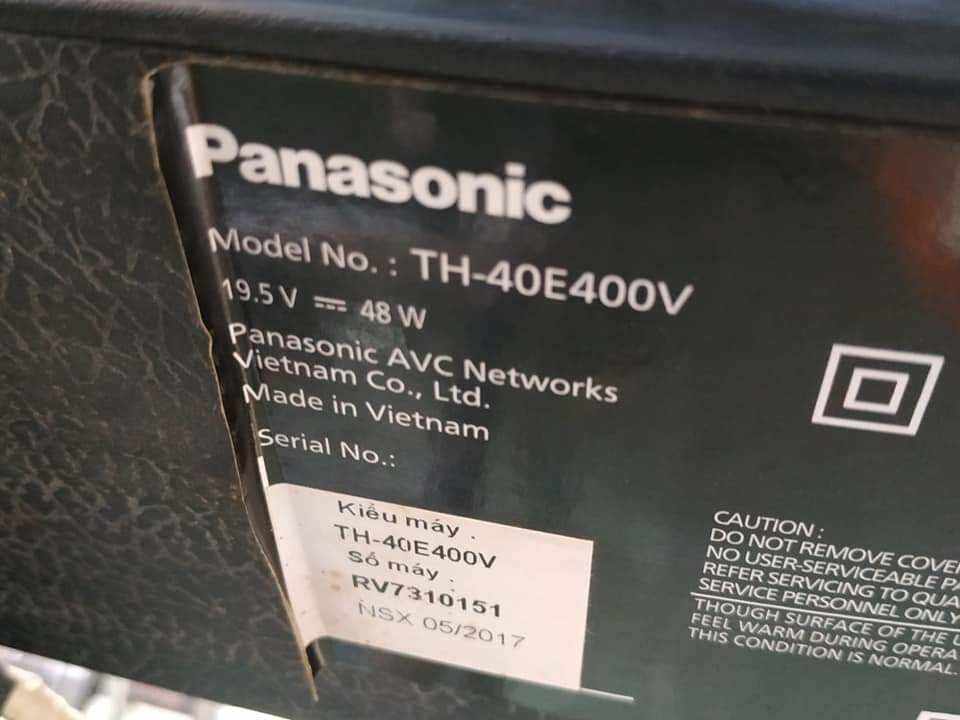 Panasonic
Model No. : TH-40E400V
19.5 V ⎓ 48 W
Panasonic AVC Networks
Vietnam Co., Ltd.
Made in Vietnam
Serial No.:
Kiểu máy :
TH-40E400V
Số máy :
RV7310151
NSX 05/2017
CAUTION :
DO NOT REMOVE COVE
NO USER-SERVICEABLE PA
REFER SERVICING TO QUA
SERVICE PERSONNEL ONLY
THOUGH SURFACE OF THE U
FEEL WARM DURING OPERA
THIS CONDITION IS NORMAL.